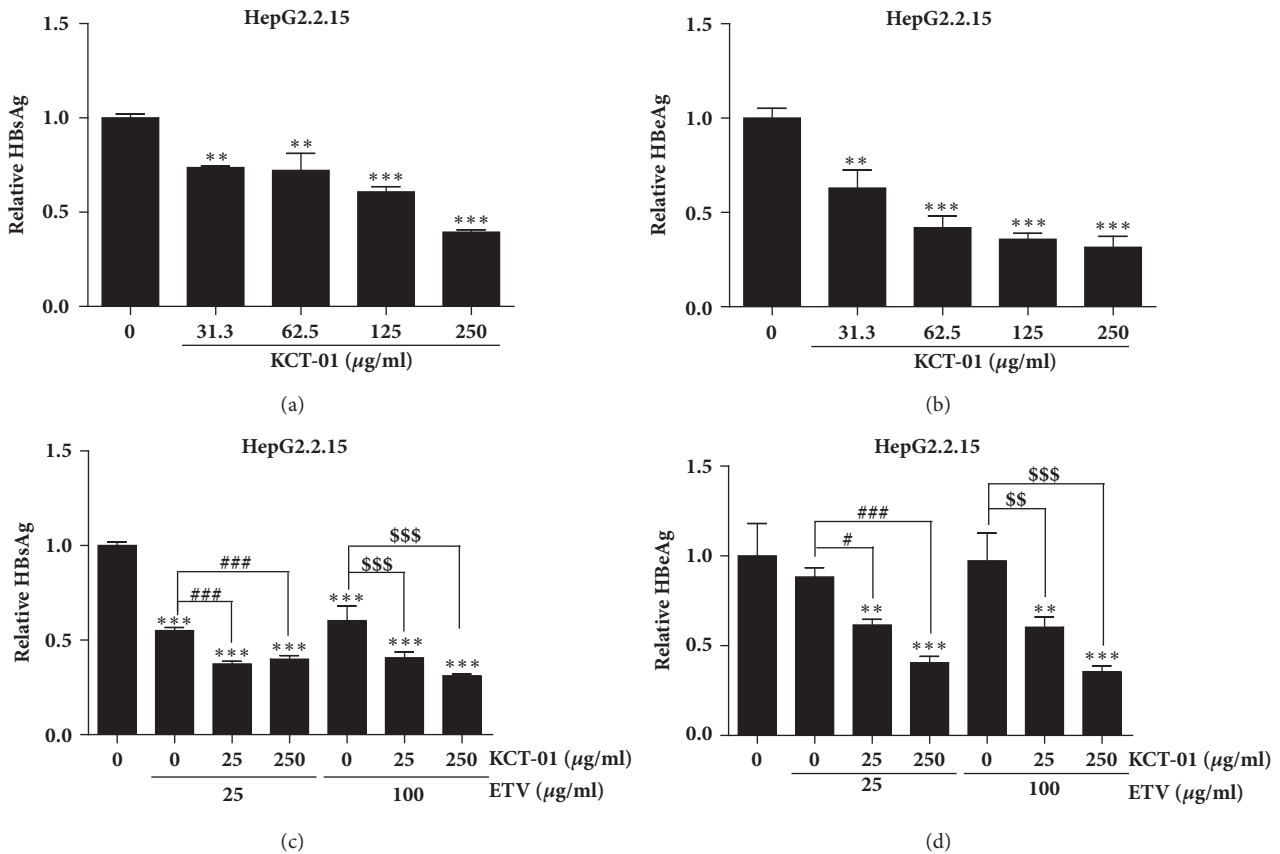 HepG2.2.15
1.5
1.0
0.5
0.0
Relative HBsAg
**
**
***
***
0 31.3 62.5 125 250
KCT-01 (μg/ml)
(a)
HepG2.2.15
1.5
1.0
0.5
0.0
Relative HBeAg
**
***
***
***
0 31.3 62.5 125 250
KCT-01 (μg/ml)
(b)
HepG2.2.15
1.5
1.0
0.5
0.0
Relative HBsAg
$$$
### $$$
###
***
***
*** *** ***
***
0 0 25 250 0 25 250 KCT-01 (μg/ml)
25 100 ETV (μg/ml)
(c)
HepG2.2.15
1.5
1.0
0.5
0.0
Relative HBeAg
$$$
$$
###
#
** **
*** ***
0 0 25 250 0 25 250 KCT-01 (μg/ml)
25 100 ETV (μg/ml)
(d)